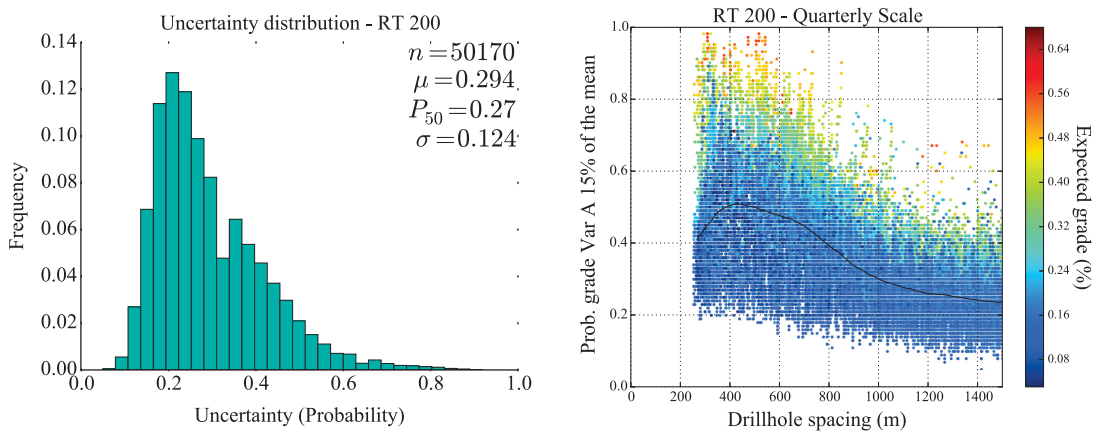 Uncertainty distribution - RT 200
n=50170
μ=0.294
P50=0.27
σ=0.124
Frequency
0.14
0.12
0.10
0.08
0.06
0.04
0.02
0.00
0.0 0.2 0.4 0.6 0.8 1.0
Uncertainty (Probability)
RT 200 - Quarterly Scale
Prob. grade Var A 15% of the mean
1.0
0.8
0.6
0.4
0.2
0.0
0 200 400 600 800 1000 1200 1400
Drillhole spacing (m)
0.64
0.56
0.48
0.40
0.32
0.24
0.16
0.08
Expected grade (%)